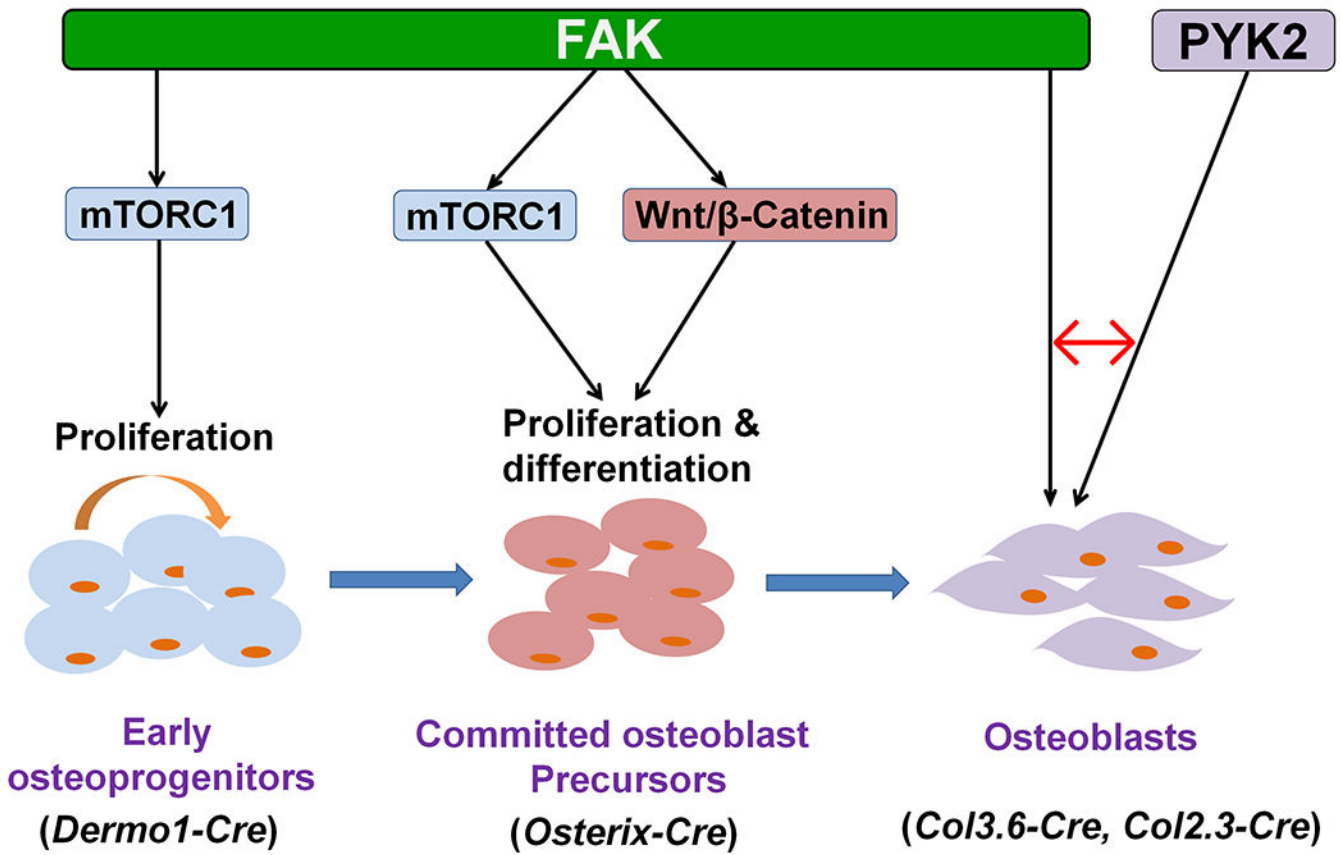 FAK
PYK2
mTORC1
mTORC1
Wnt/β-Catenin
Proliferation
Proliferation &
differentiation
Early
osteoprogenitors
(Dermo1-Cre)
Committed osteoblast
Precursors
(Osterix-Cre)
Osteoblasts
(Col3.6-Cre, Col2.3-Cre)